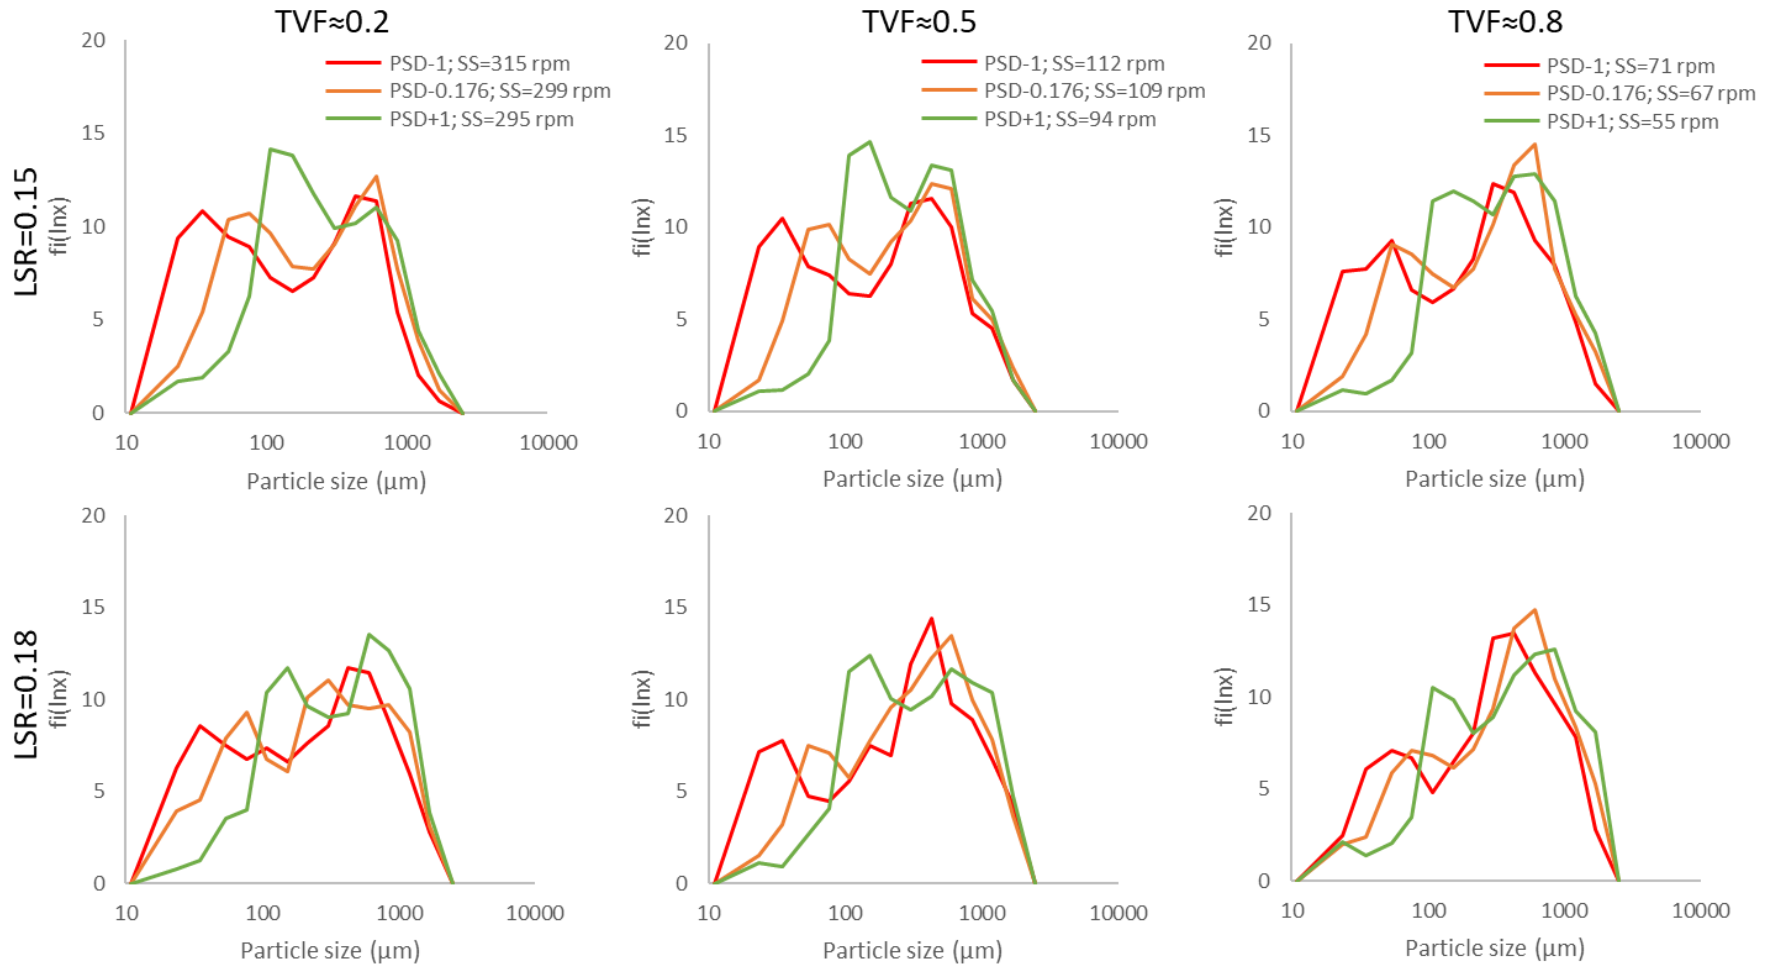 TVF≈0.2
TVF≈0.5
TVF≈0.8
LSR=0.15
20
15
10
5
0
fi(lnx)
PSD-1; SS=315 rpm
PSD-0.176; SS=299 rpm
PSD+1; SS=295 rpm
10 100 1000 10000
Particle size (µm)
20
15
10
5
0
fi(lnx)
PSD-1; SS=112 rpm
PSD-0.176; SS=109 rpm
PSD+1; SS=94 rpm
10 100 1000 10000
Particle size (µm)
20
15
10
5
0
fi(lnx)
PSD-1; SS=71 rpm
PSD-0.176; SS=67 rpm
PSD+1; SS=55 rpm
10 100 1000 10000
Particle size (µm)
LSR=0.18
20
15
10
5
0
fi(lnx)
10 100 1000 10000
Particle size (µm)
20
15
10
5
0
fi(lnx)
10 100 1000 10000
Particle size (µm)
20
15
10
5
0
fi(lnx)
10 100 1000 10000
Particle size (µm)